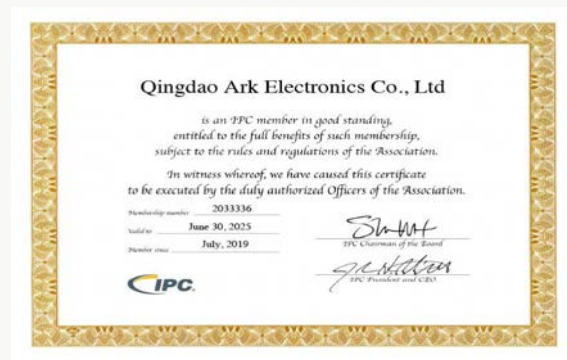 Qingdao Ark Electronics Co., Ltd
is an IPC member in good standing,
entitled to the full benefits of such membership,
subject to the rules and regulations of the Association.
In witness whereof, we have caused this certificate
to be executed by the duly authorized Officers of the Association.
Membership number 2033336
Valid to June 30, 2025
Member since July, 2019
IPC Chairman of the Board
IPC President and CEO
IPC